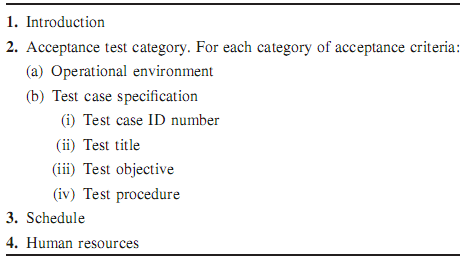 1. Introduction
2. Acceptance test category. For each category of acceptance criteria:
(a) Operational environment
(b) Test case specification
(i) Test case ID number
(ii) Test title
(iii) Test objective
(iv) Test procedure
3. Schedule
4. Human resources